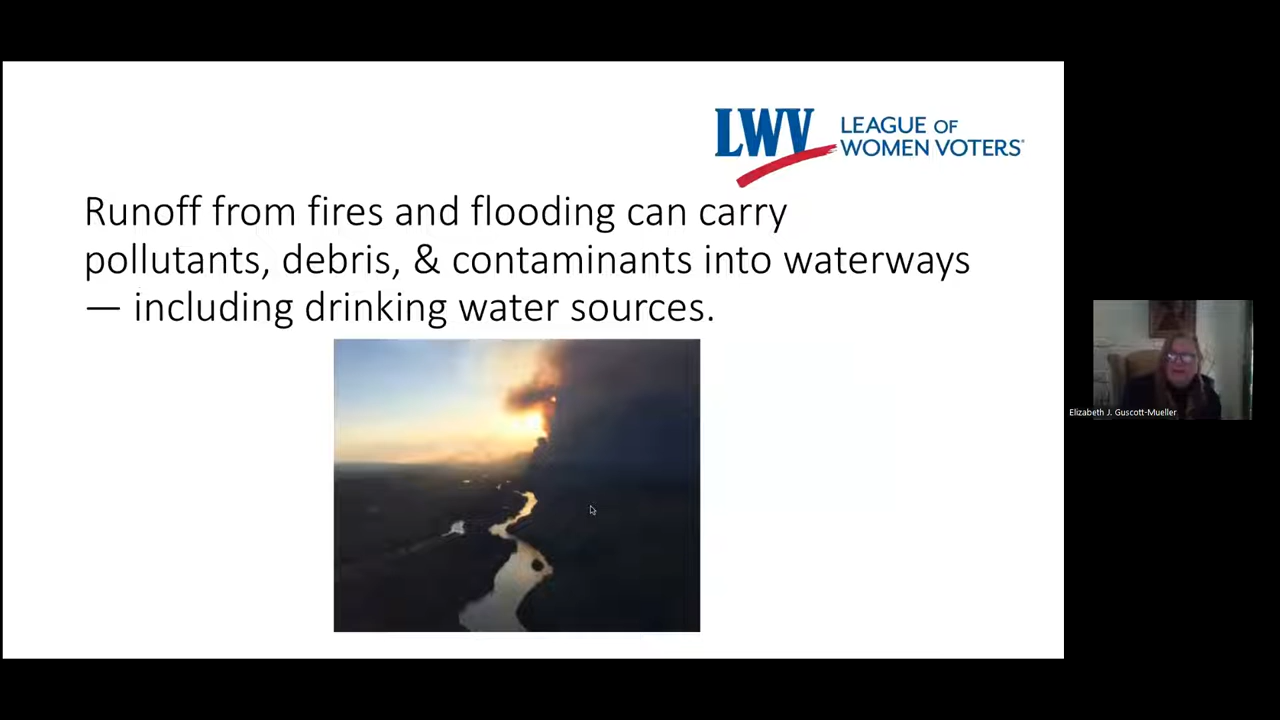 LWV LEAGUE OF
WOMEN VOTERS®
Runoff from fires and flooding can carry
pollutants, debris, & contaminants into waterways
— including drinking water sources.
Elizabeth J. Guscott-Mueller